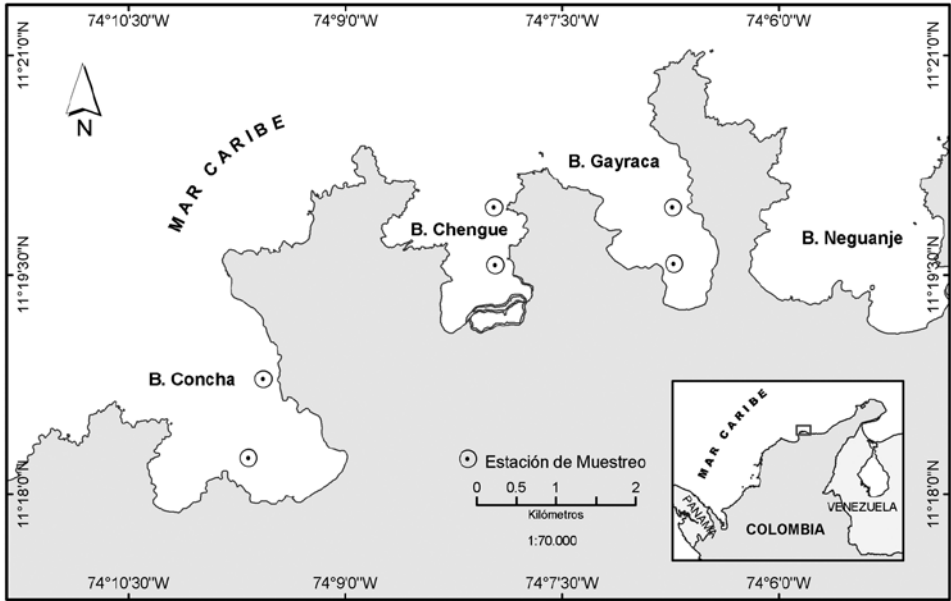 74°10'30"W 74°9'0"W 74°7'30"W 74°6'0"W
11°21'0"N 11°21'0"N
N
MAR CARIBE
B. Gayraca
B. Chengue
B. Neguanje
11°19'30"N 11°19'30"N
B. Concha
Estación de Muestreo
0 0.5 1 2
Kilómetros
1:70.000
MAR CARIBE
PANAMÁ
VENEZUELA
COLOMBIA
11°18'0"N 11°18'0"N
74°10'30"W 74°9'0"W 74°7'30"W 74°6'0"W